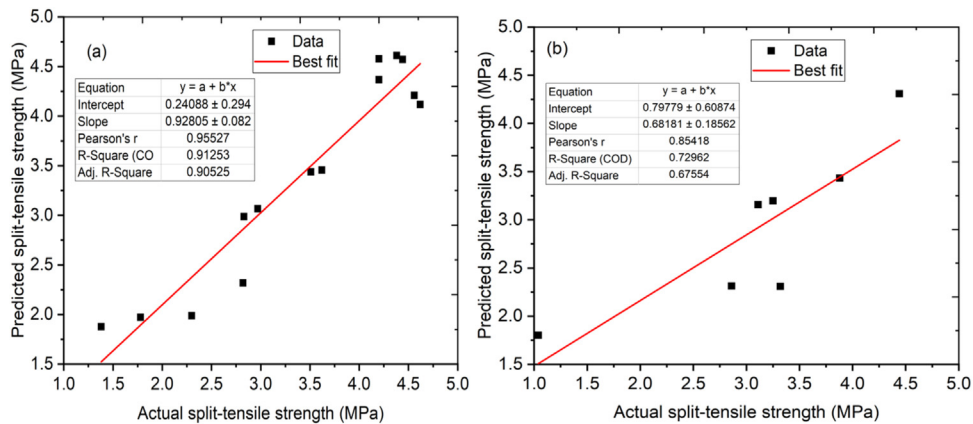 (a)
Data
Best fit
Equation y = a + b*x
Intercept 0.24088 ± 0.294
Slope 0.92805 ± 0.082
Pearson's r 0.95527
R-Square (CO 0.91253
Adj. R-Square 0.90525
5.0
4.5
4.0
3.5
3.0
2.5
2.0
1.5
1.0 1.5 2.0 2.5 3.0 3.5 4.0 4.5 5.0
Predicted split-tensile strength (MPa)
Actual split-tensile strength (MPa)
(b)
Data
Best fit
Equation y = a + b*x
Intercept 0.79779 ± 0.60874
Slope 0.68181 ± 0.18562
Pearson's r 0.85418
R-Square (COD) 0.72962
Adj. R-Square 0.67554
5.0
4.5
4.0
3.5
3.0
2.5
2.0
1.5
1.0 1.5 2.0 2.5 3.0 3.5 4.0 4.5 5.0
Predicted split-tensile strength (MPa)
Actual split-tensile strength (MPa)